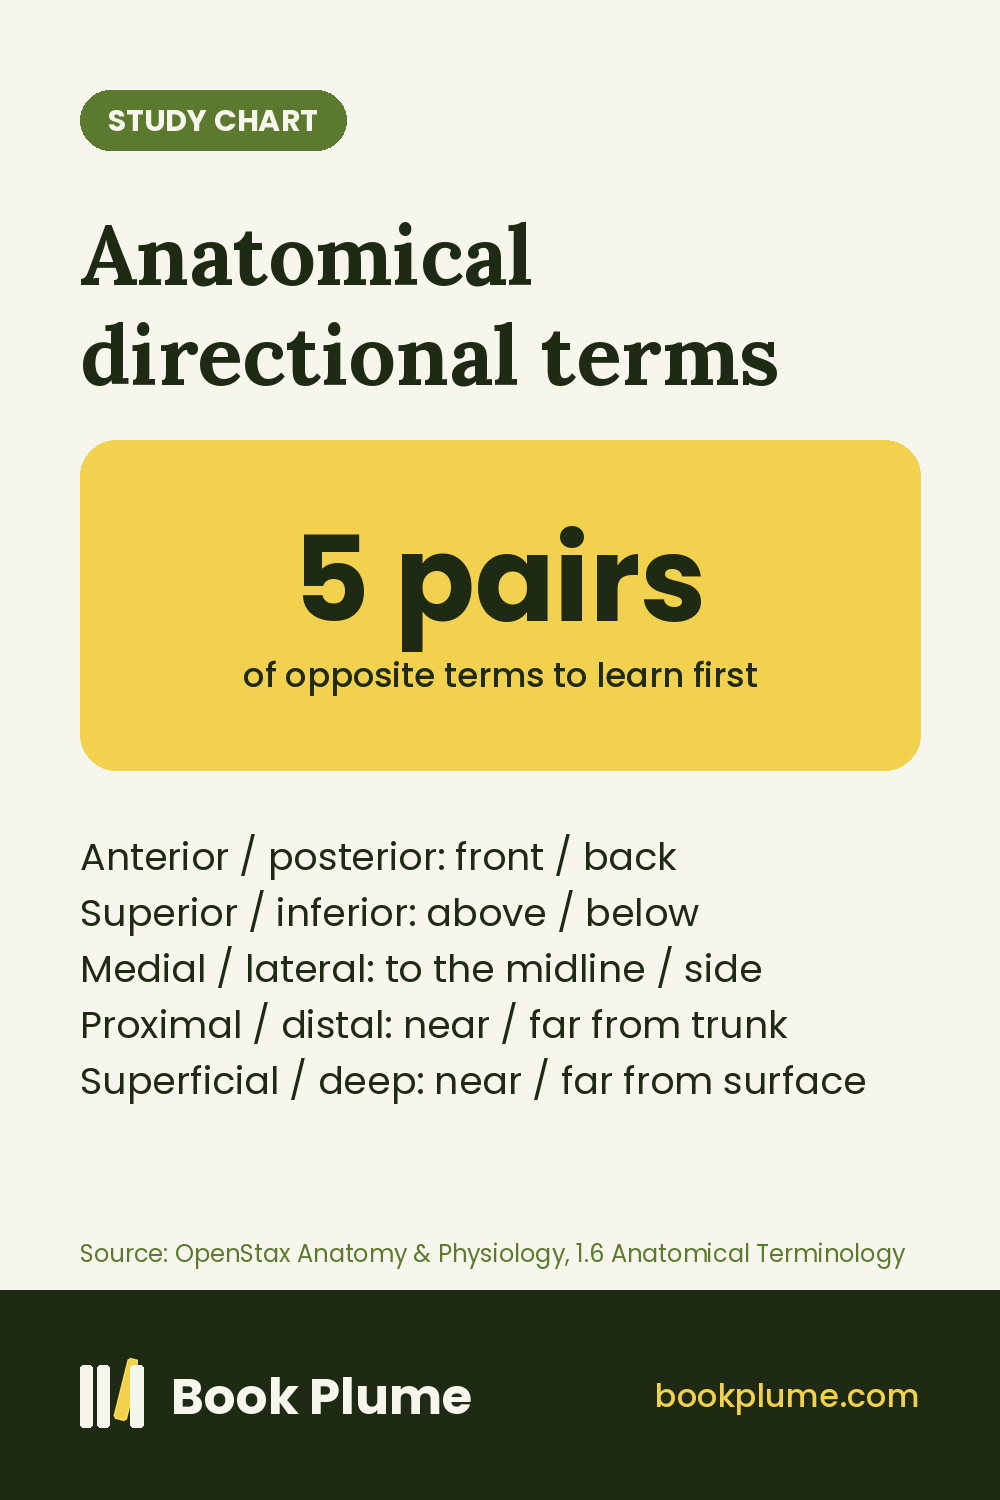 STUDY CHART
Anatomical
directional terms
5 pairs
of opposite terms to learn first
Anterior / posterior: front / back
Superior / inferior: above / below
Medial / lateral: to the midline / side
Proximal / distal: near / far from trunk
Superficial / deep: near / far from surface
Source: OpenStax Anatomy & Physiology, 1.6 Anatomical Terminology
Book Plume
bookplume.com